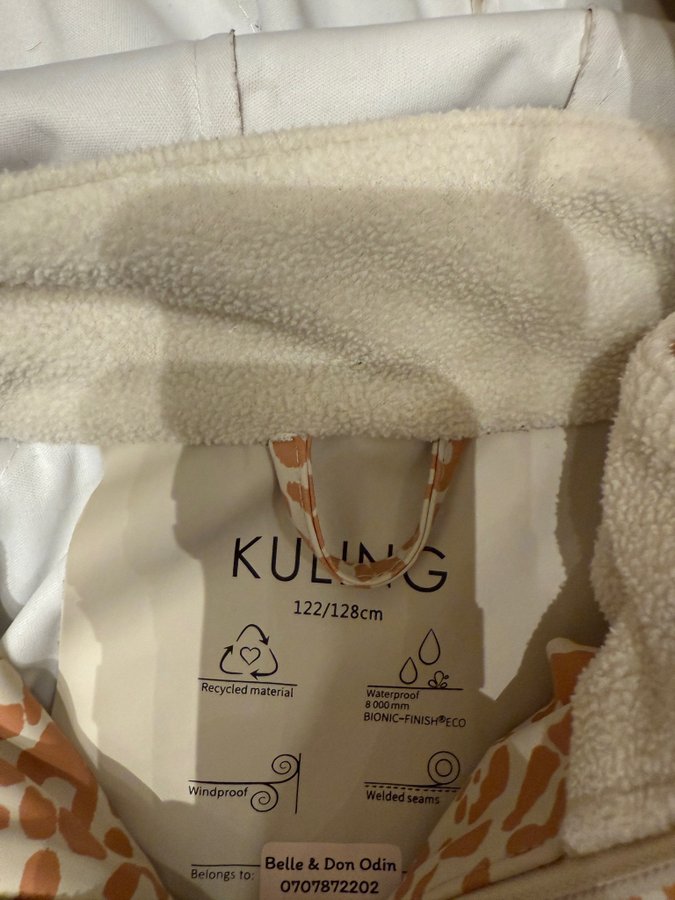 KULING
122/128cm
Recycled material
Waterproof
8 000 mm
BIONIC-FINISH®ECO
Windproof
Welded seams
Belongs to:
Belle & Don Odin
0707872202